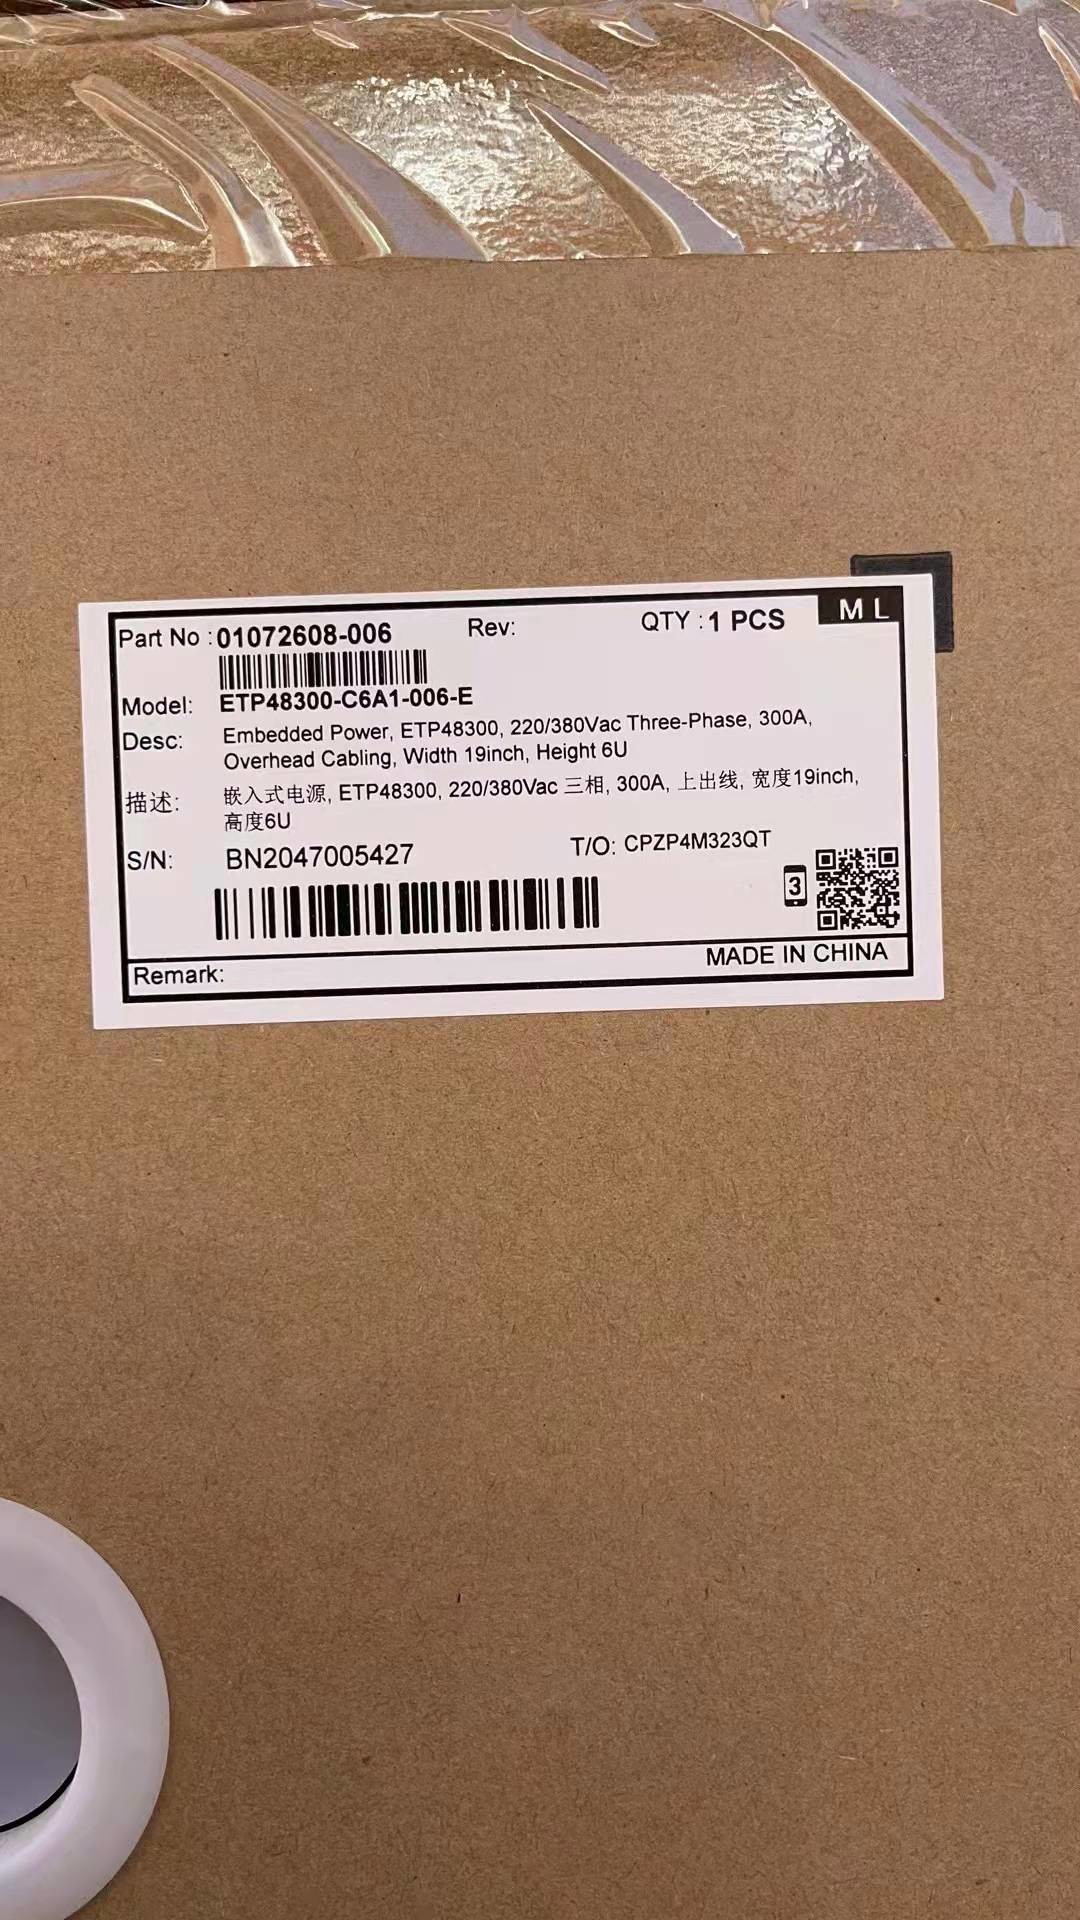 Part No : 01072608-006 Rev: QTY : 1 PCS M L
Model: ETP48300-C6A1-006-E
Desc: Embedded Power, ETP48300, 220/380Vac Three-Phase, 300A,
Overhead Cabling, Width 19inch, Height 6U
描述: 嵌入式电源, ETP48300, 220/380Vac 三相, 300A, 上出线, 宽度19inch,
高度6U
S/N: BN2047005427 T/O: CPZP4M323QT
3
MADE IN CHINA
Remark: